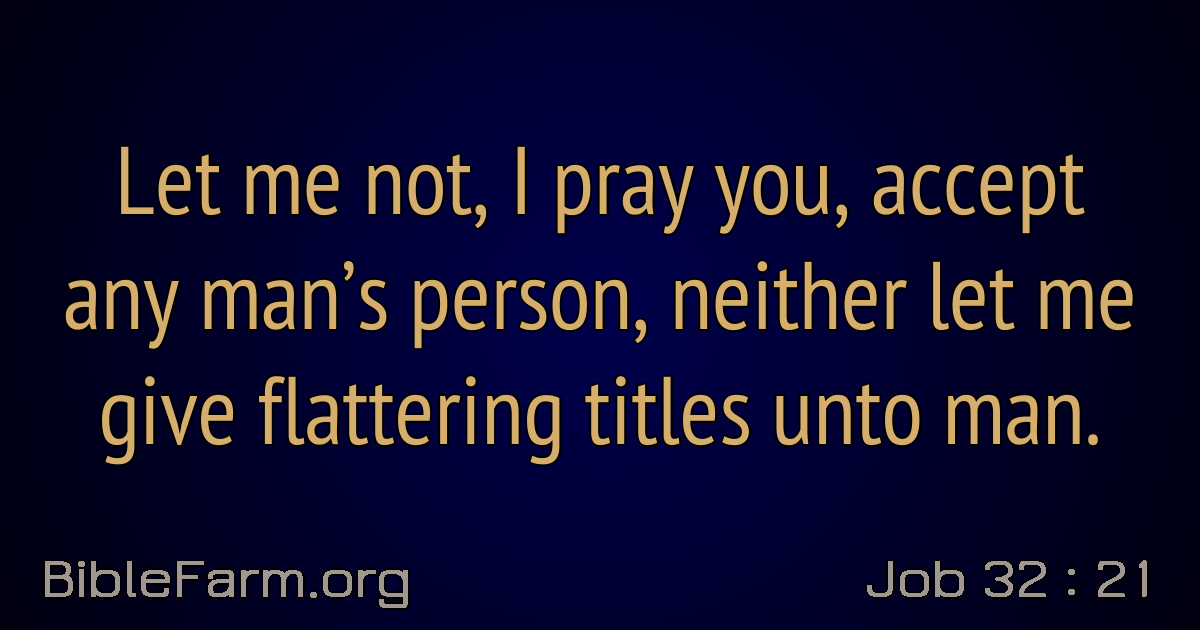 Let me not, I pray you, accept
any man’s person, neither let me
give flattering titles unto man.
BibleFarm.org
Job 32 : 21